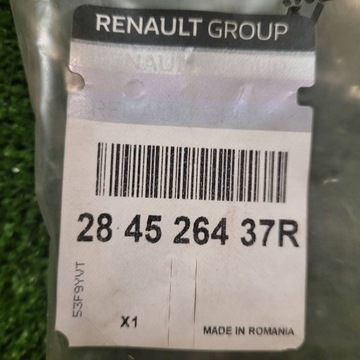 RENAULT GROUP
28 45 264 37R
53F9YVT
X1
MADE IN ROMANIA